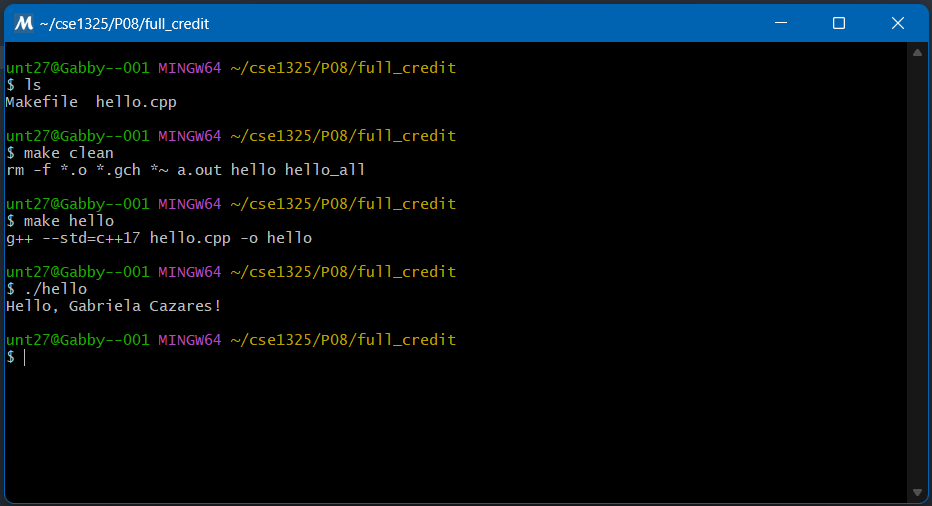 M ~/cse1325/P08/full_credit
unt27@Gabby--001 MINGW64 ~/cse1325/P08/full_credit
$ ls
Makefile  hello.cpp
unt27@Gabby--001 MINGW64 ~/cse1325/P08/full_credit
$ make clean
rm -f *.o *.gch *~ a.out hello hello_all
unt27@Gabby--001 MINGW64 ~/cse1325/P08/full_credit
$ make hello
g++ --std=c++17 hello.cpp -o hello
unt27@Gabby--001 MINGW64 ~/cse1325/P08/full_credit
$ ./hello
Hello, Gabriela Cazares!
unt27@Gabby--001 MINGW64 ~/cse1325/P08/full_credit
$